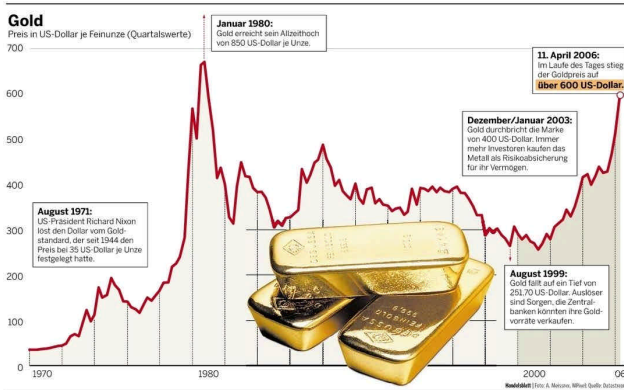 Gold
Preis in US-Dollar je Feinunze (Quartalswerte)
700
600
500
400
300
200
100
0
Januar 1980:
Gold erreicht sein Allzeithoch
von 850 US-Dollar je Unze.
11. April 2006:
Im Laufe des Tages stieg
der Goldpreis auf
über 600 US-Dollar.
Dezember/Januar 2003:
Gold durchbricht die Marke
von 400 US-Dollar. Immer
mehr Investoren kaufen das
Metall als Risikoabsicherung
für ihr Vermögen.
August 1971:
US-Präsident Richard Nixon
löst den Dollar vom Gold-
standard, der seit 1944 den
Preis bei 35 US-Dollar je Unze
festgelegt hatte.
August 1999:
Gold fällt auf ein Tief von
251,70 US-Dollar. Auslöser
sind Sorgen, die Zentral-
banken könnten ihre Gold-
vorräte verkaufen.
1970
1980
2000
06
Handelsblatt | Foto: A.